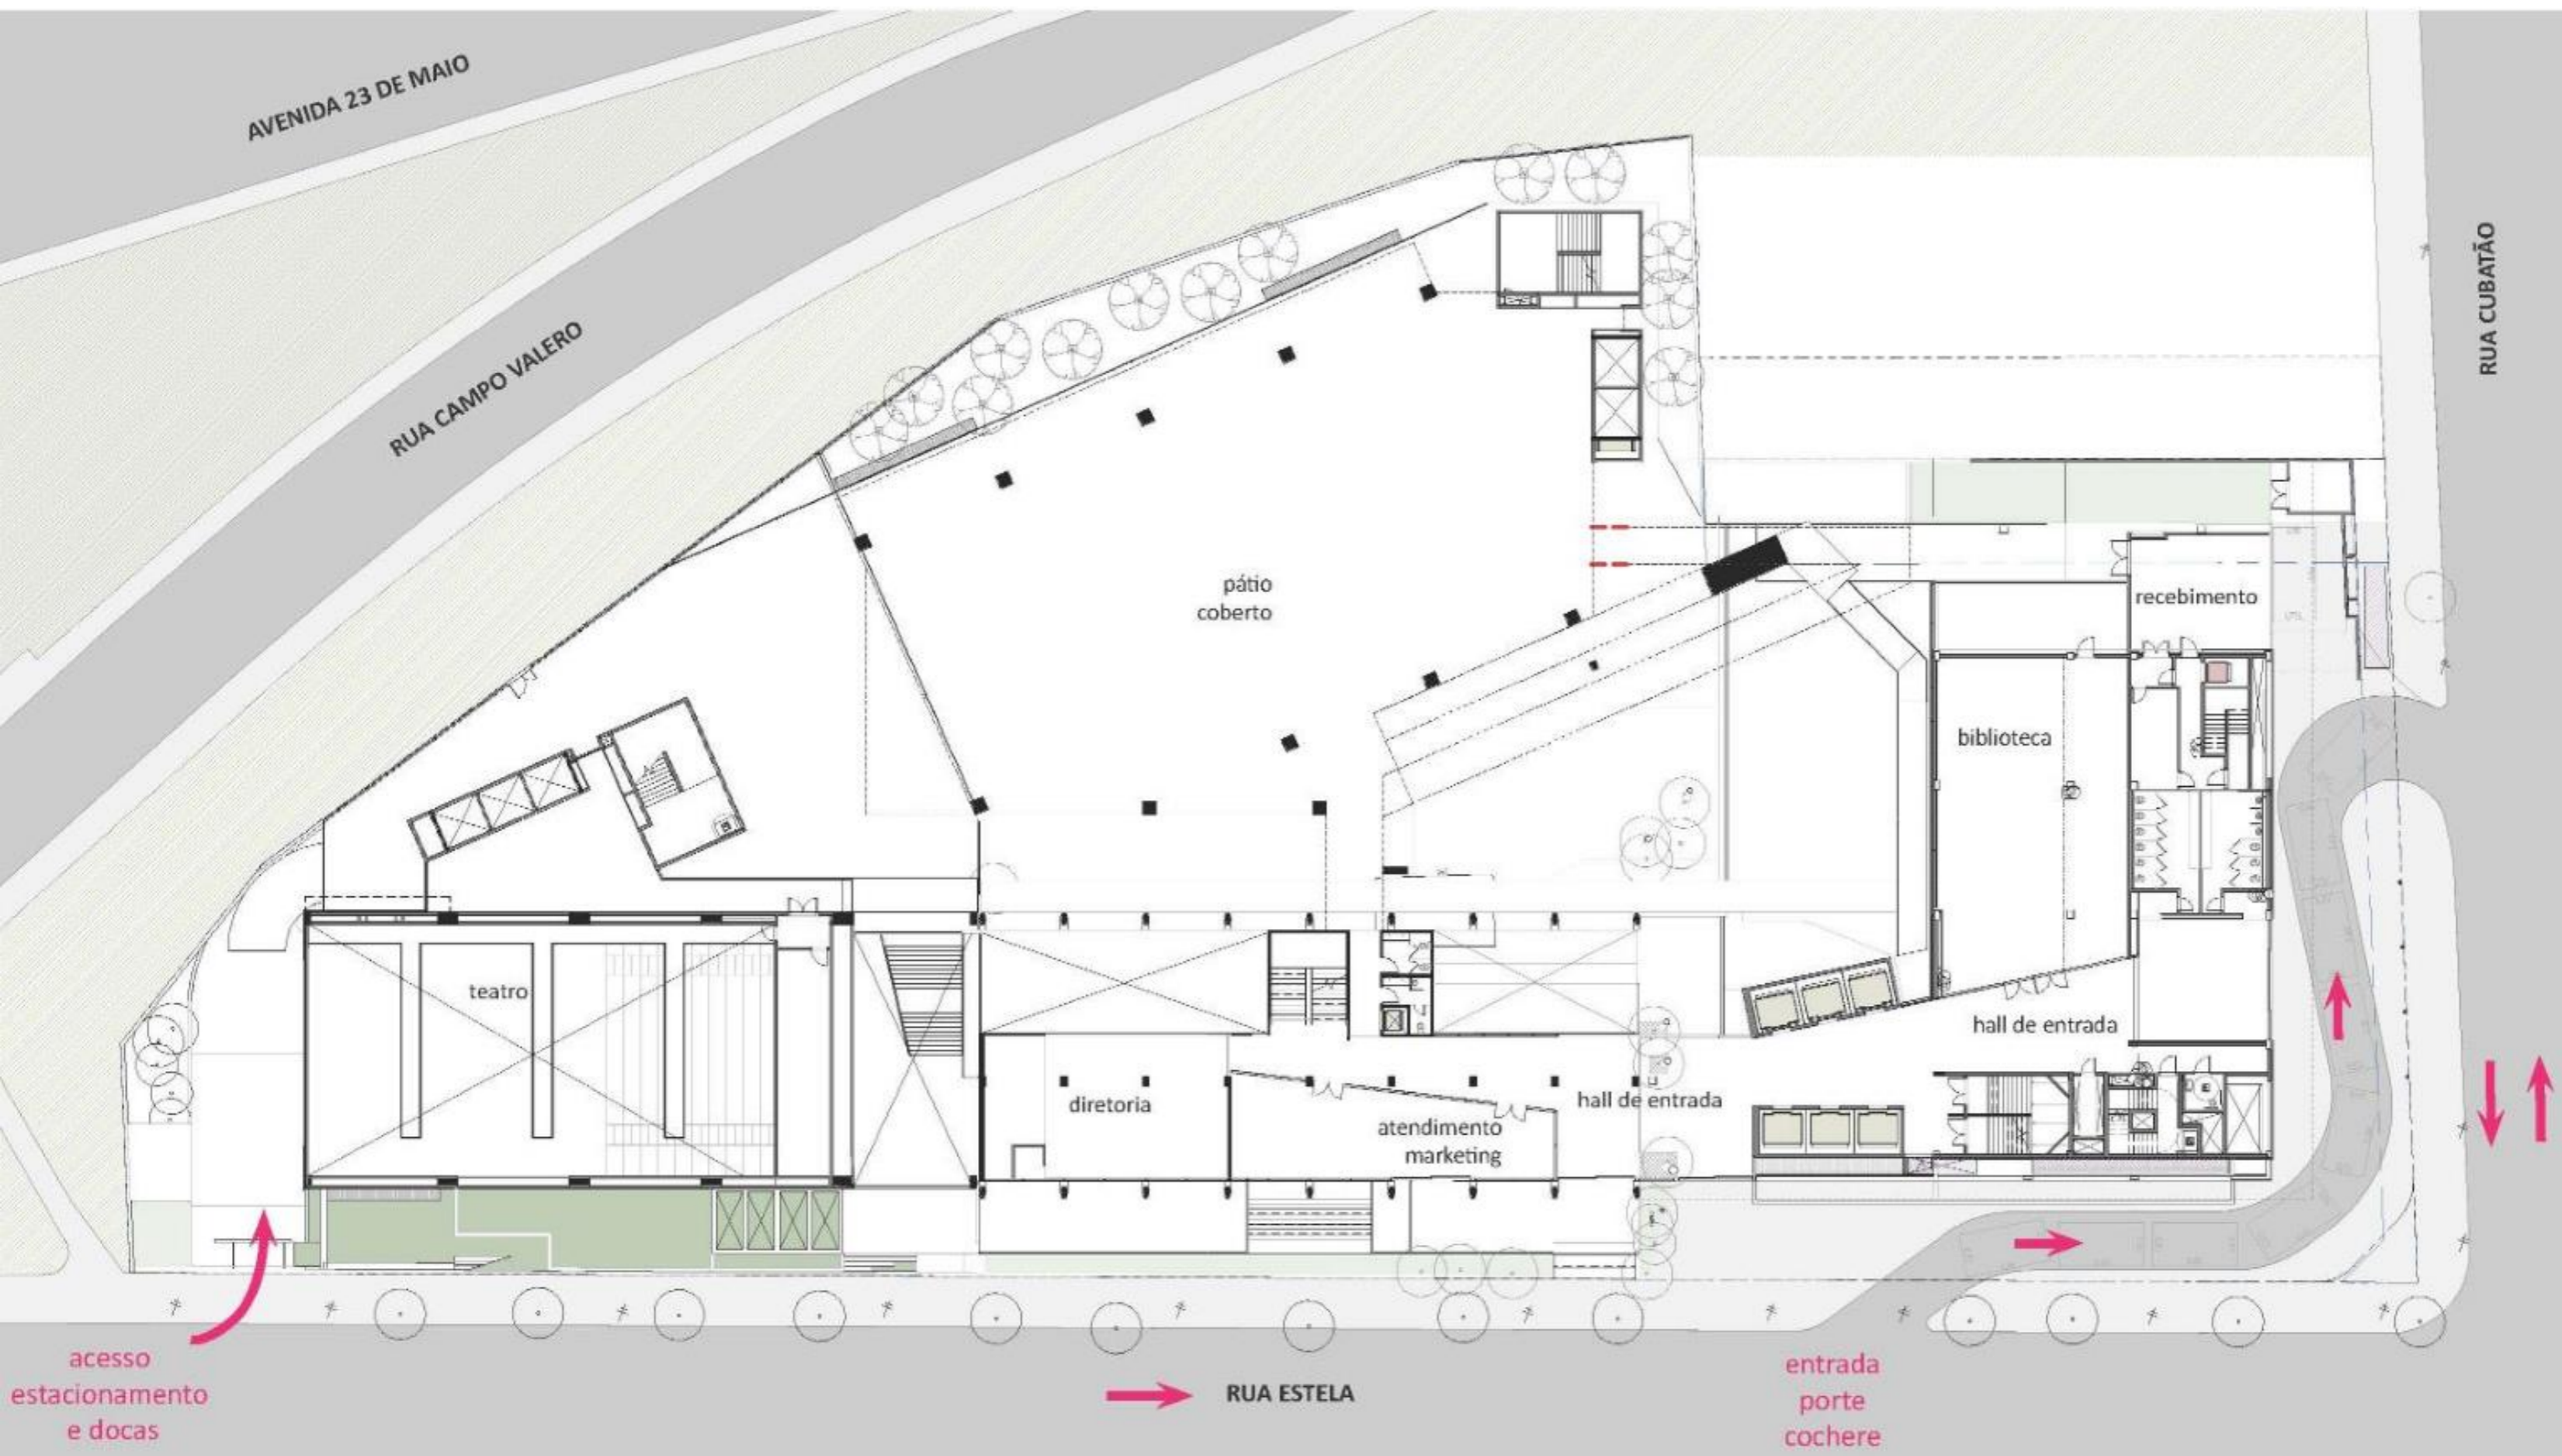 AVENIDA 23 DE MAIO
RUA CAMPO VALERO
RUA CUBATÃO
pátio
coberto
recebimento
biblioteca
teatro
hall de entrada
diretoria
hall de entrada
atendimento
marketing
acesso
estacionamento
e docas
RUA ESTELA
entrada
porte
cochere